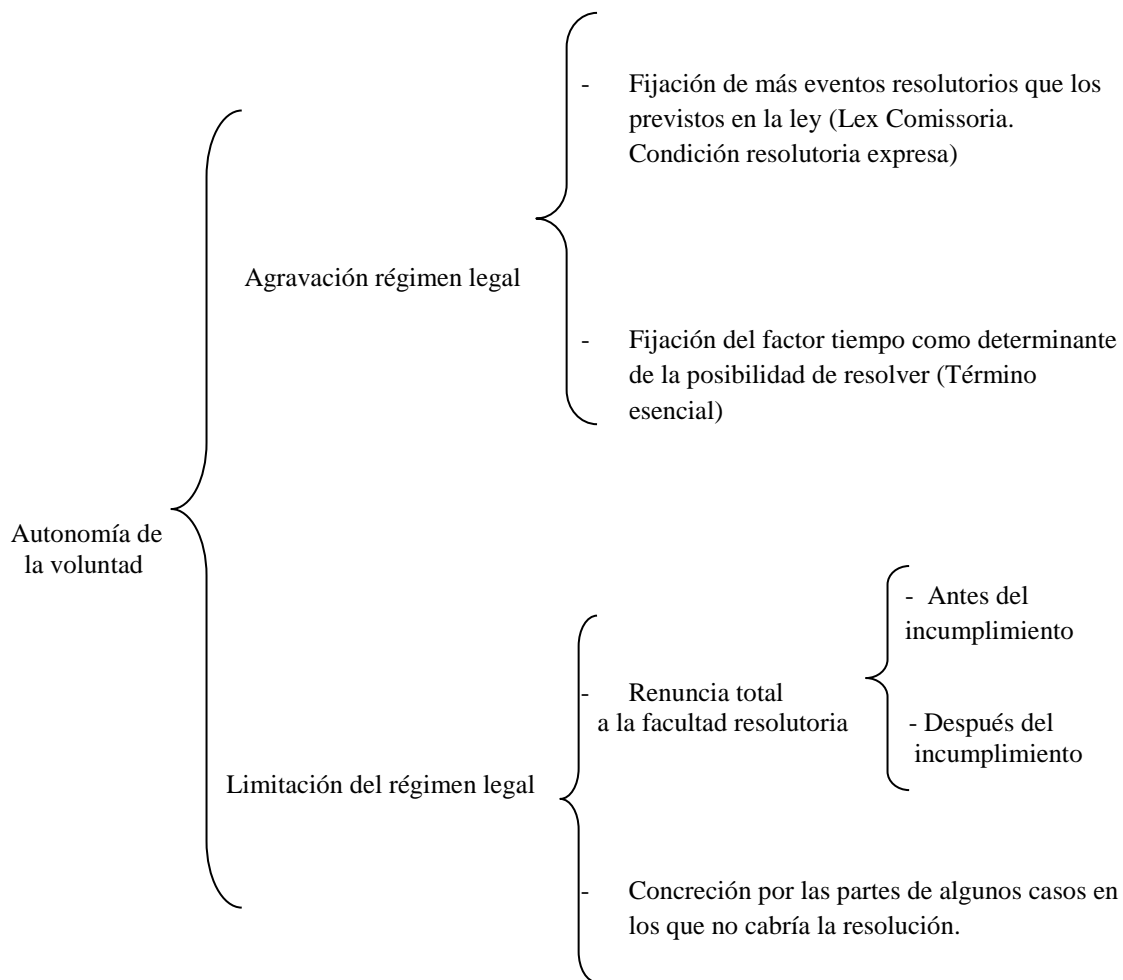 - Fijación de más eventos resolutorios que los
previstos en la ley (Lex Comissoria.
Condición resolutoria expresa)
Agravación régimen legal
- Fijación del factor tiempo como determinante
de la posibilidad de resolver (Término
esencial)
Autonomía de
la voluntad
- Antes del
incumplimiento
- Renuncia total
a la facultad resolutoria
- Después del
incumplimiento
Limitación del régimen legal
- Concreción por las partes de algunos casos en
los que no cabría la resolución.